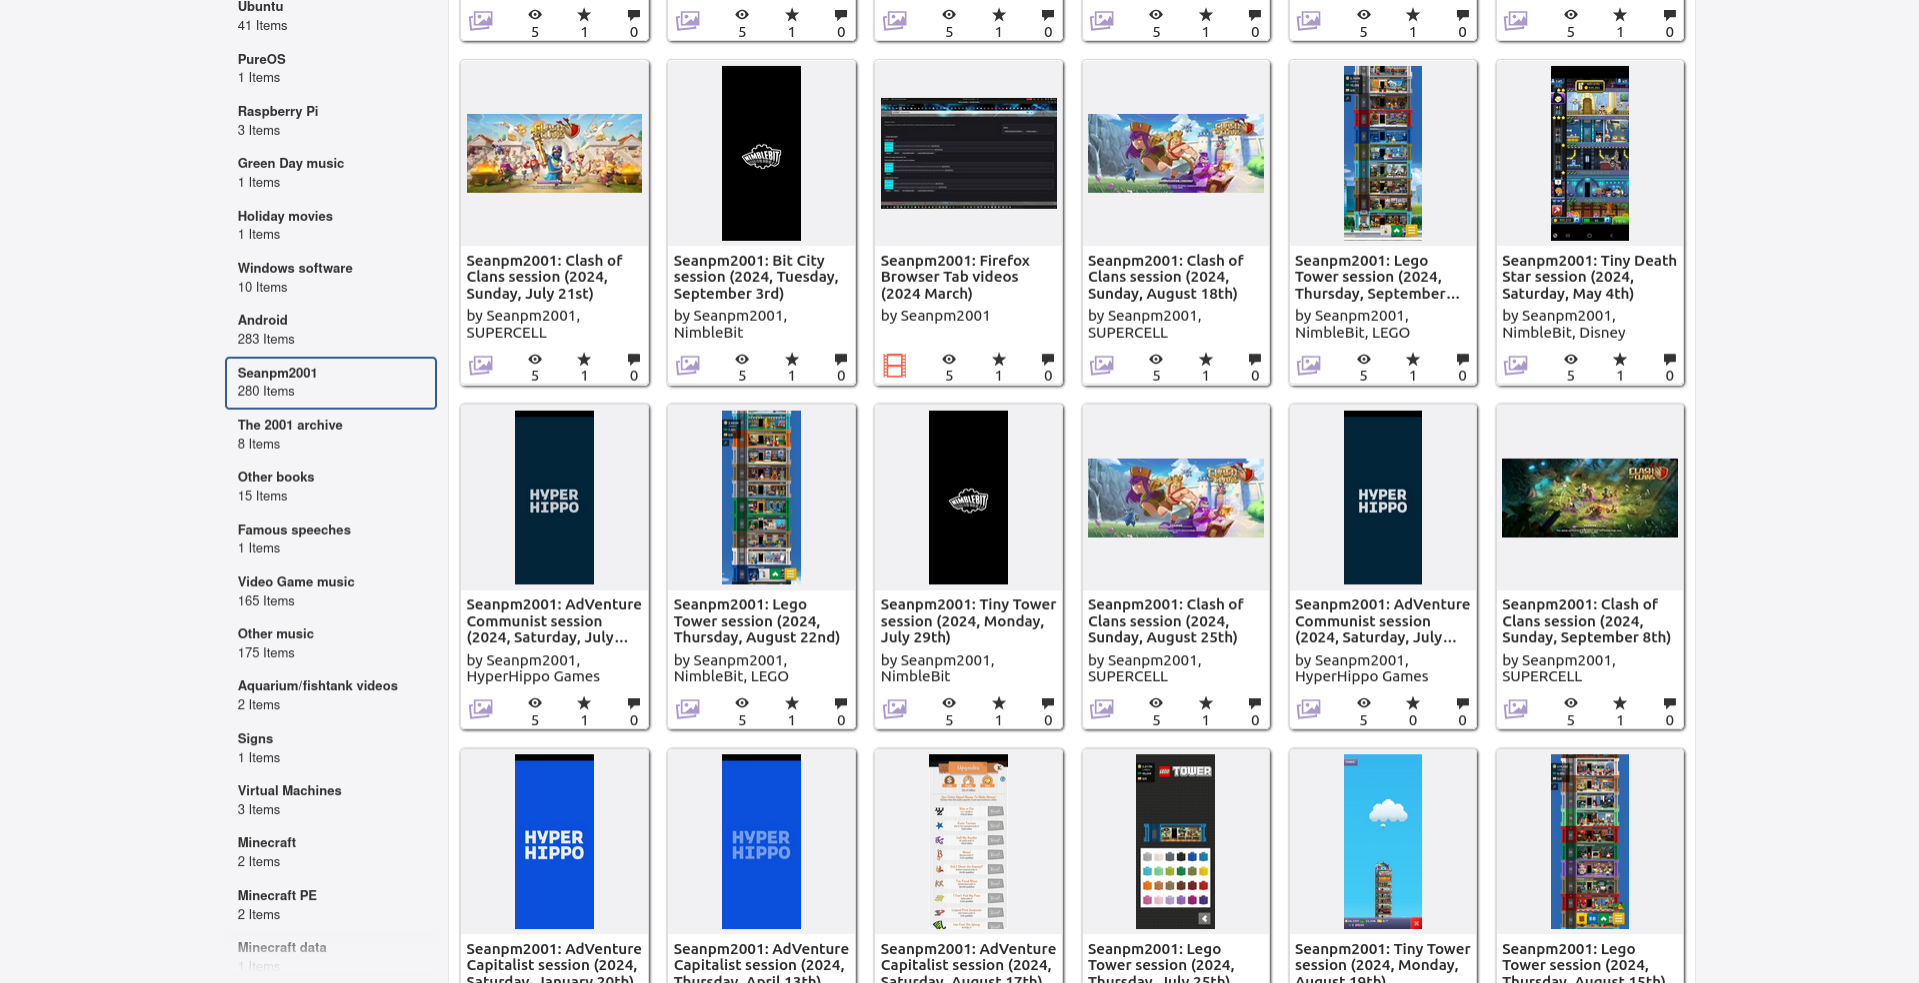 Ubuntu
41 Items
PureOS
1 Items
Raspberry Pi
3 Items
Green Day music
1 Items
Holiday movies
1 Items
Windows software
10 Items
Android
283 Items
Seanpm2001
280 Items
The 2001 archive
8 Items
Other books
15 Items
Famous speeches
1 Items
Video Game music
165 Items
Other music
175 Items
Aquarium/fishtank videos
2 Items
Signs
1 Items
Virtual Machines
3 Items
Minecraft
2 Items
Minecraft PE
2 Items
Minecraft data
1 Items
5 1 0
5 1 0
5 1 0
5 1 0
5 1 0
5 1 0
CLASH OF CLANS
Seanpm2001: Clash of
Clans session (2024,
Sunday, July 21st)
by Seanpm2001,
SUPERCELL
5 1 0
NIMBLEBIT
Seanpm2001: Bit City
session (2024, Tuesday,
September 3rd)
by Seanpm2001,
NimbleBit
5 1 0
Seanpm2001: Firefox
Browser Tab videos
(2024 March)
by Seanpm2001
5 1 0
CLASH OF CLANS
Seanpm2001: Clash of
Clans session (2024,
Sunday, August 18th)
by Seanpm2001,
SUPERCELL
5 1 0
Seanpm2001: Lego
Tower session (2024,
Thursday, September...
by Seanpm2001,
NimbleBit, LEGO
5 1 0
Seanpm2001: Tiny Death
Star session (2024,
Saturday, May 4th)
by Seanpm2001,
NimbleBit, Disney
5 1 0
HYPER
HIPPO
Seanpm2001: AdVenture
Communist session
(2024, Saturday, July...
by Seanpm2001,
HyperHippo Games
5 1 0
Seanpm2001: Lego
Tower session (2024,
Thursday, August 22nd)
by Seanpm2001,
NimbleBit, LEGO
5 1 0
NIMBLEBIT
Seanpm2001: Tiny Tower
session (2024, Monday,
July 29th)
by Seanpm2001,
NimbleBit
5 1 0
CLASH OF CLANS
Seanpm2001: Clash of
Clans session (2024,
Sunday, August 25th)
by Seanpm2001,
SUPERCELL
5 1 0
HYPER
HIPPO
Seanpm2001: AdVenture
Communist session
(2024, Saturday, July...
by Seanpm2001,
HyperHippo Games
5 0 0
CLASH OF CLANS
Seanpm2001: Clash of
Clans session (2024,
Sunday, September 8th)
by Seanpm2001,
SUPERCELL
5 1 0
HYPER
HIPPO
Seanpm2001: AdVenture
Capitalist session (2024,
Saturday, January 20th)
HYPER
HIPPO
Seanpm2001: AdVenture
Capitalist session (2024,
Thursday, April 13th)
Upgrades
Seanpm2001: AdVenture
Capitalist session (2024,
Saturday, August 17th)
LEGO TOWER
Seanpm2001: Lego
Tower session (2024,
Thursday, July 25th)
Seanpm2001: Tiny Tower
session (2024, Monday,
August 19th)
Seanpm2001: Lego
Tower session (2024,
Thursday, August 15th)